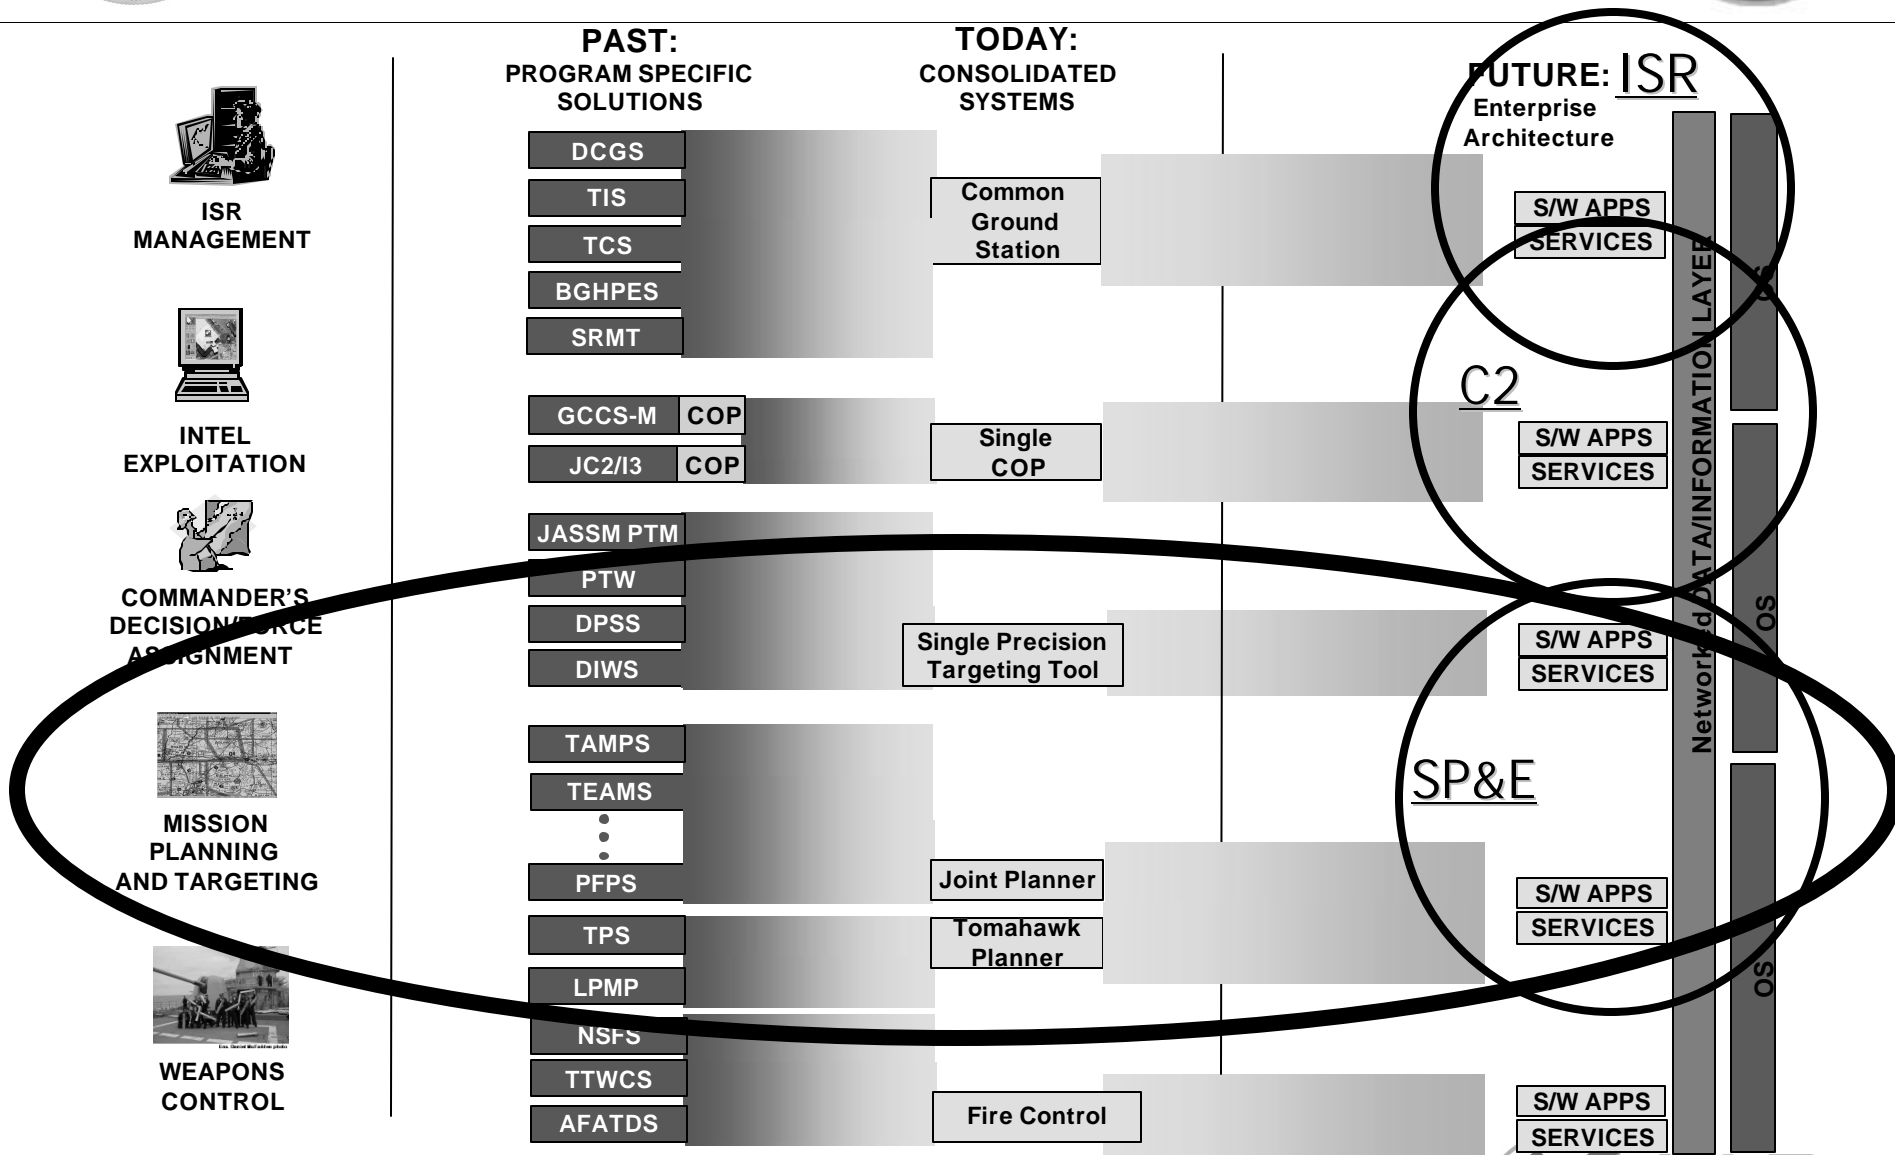 PAST:
PROGRAM SPECIFIC
SOLUTIONS
TODAY:
CONSOLIDATED
SYSTEMS
FUTURE: ISR
Enterprise
Architecture
ISR
MANAGEMENT
INTEL
EXPLOITATION
COMMANDER'S
DECISION/FORCE
ASSIGNMENT
MISSION
PLANNING
AND TARGETING
WEAPONS
CONTROL
DCGS
TIS
TCS
BGHPES
SRMT
GCCS-M COP
JC2/I3 COP
JASSM PTM
PTW
DPSS
DIWS
TAMPS
TEAMS
PFPS
TPS
LPMP
NSFS
TTWCS
AFATDS
Common
Ground
Station
Single
COP
Single Precision
Targeting Tool
Joint Planner
Tomahawk
Planner
Fire Control
S/W APPS
SERVICES
C2
S/W APPS
SERVICES
S/W APPS
SERVICES
SP&E
S/W APPS
SERVICES
S/W APPS
SERVICES
Networked DATA/INFORMATION LAYER
OS
OS
OS